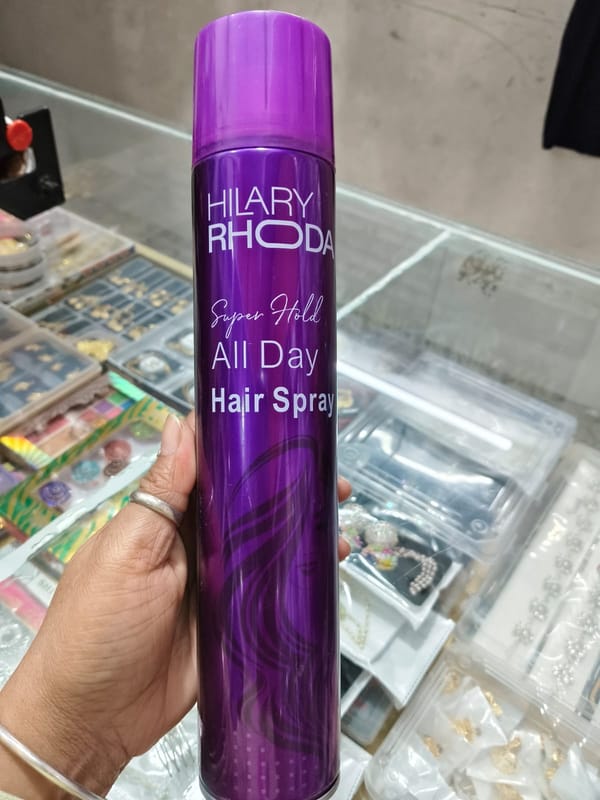 HILARY
RHODA
Super Hold
All Day
Hair Spray